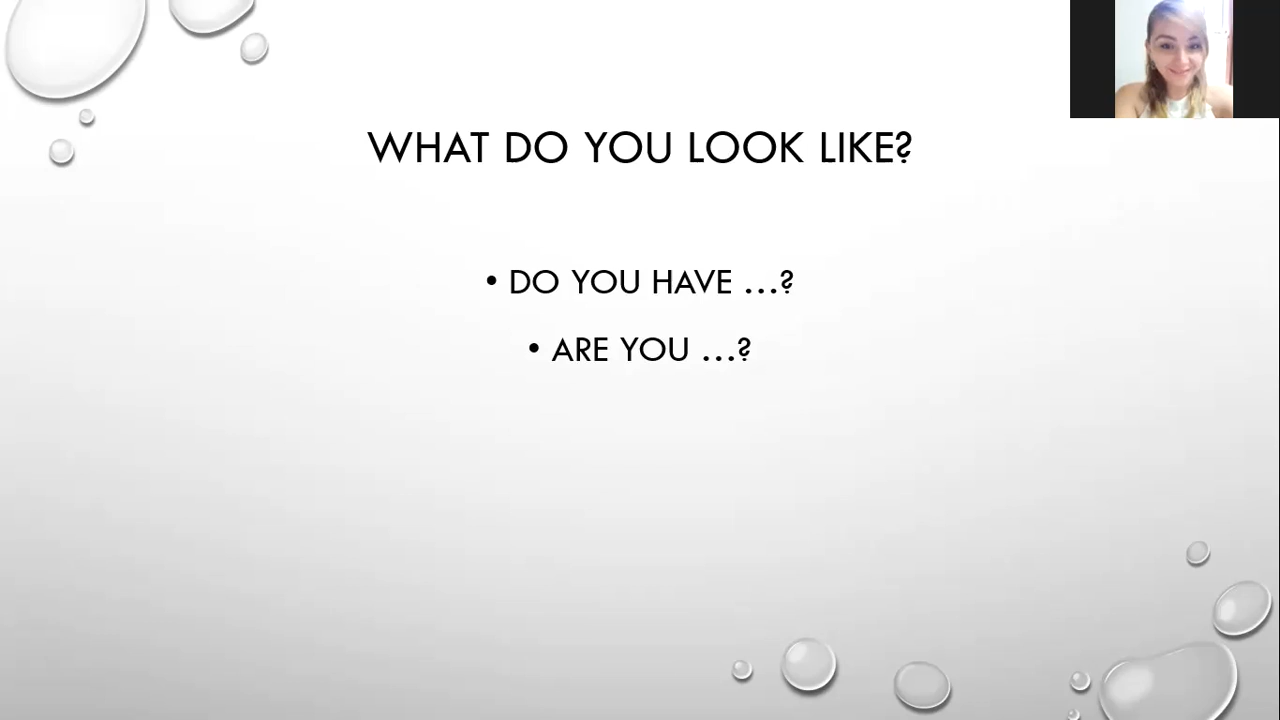 WHAT DO YOU LOOK LIKE?
• DO YOU HAVE …?
• ARE YOU …?